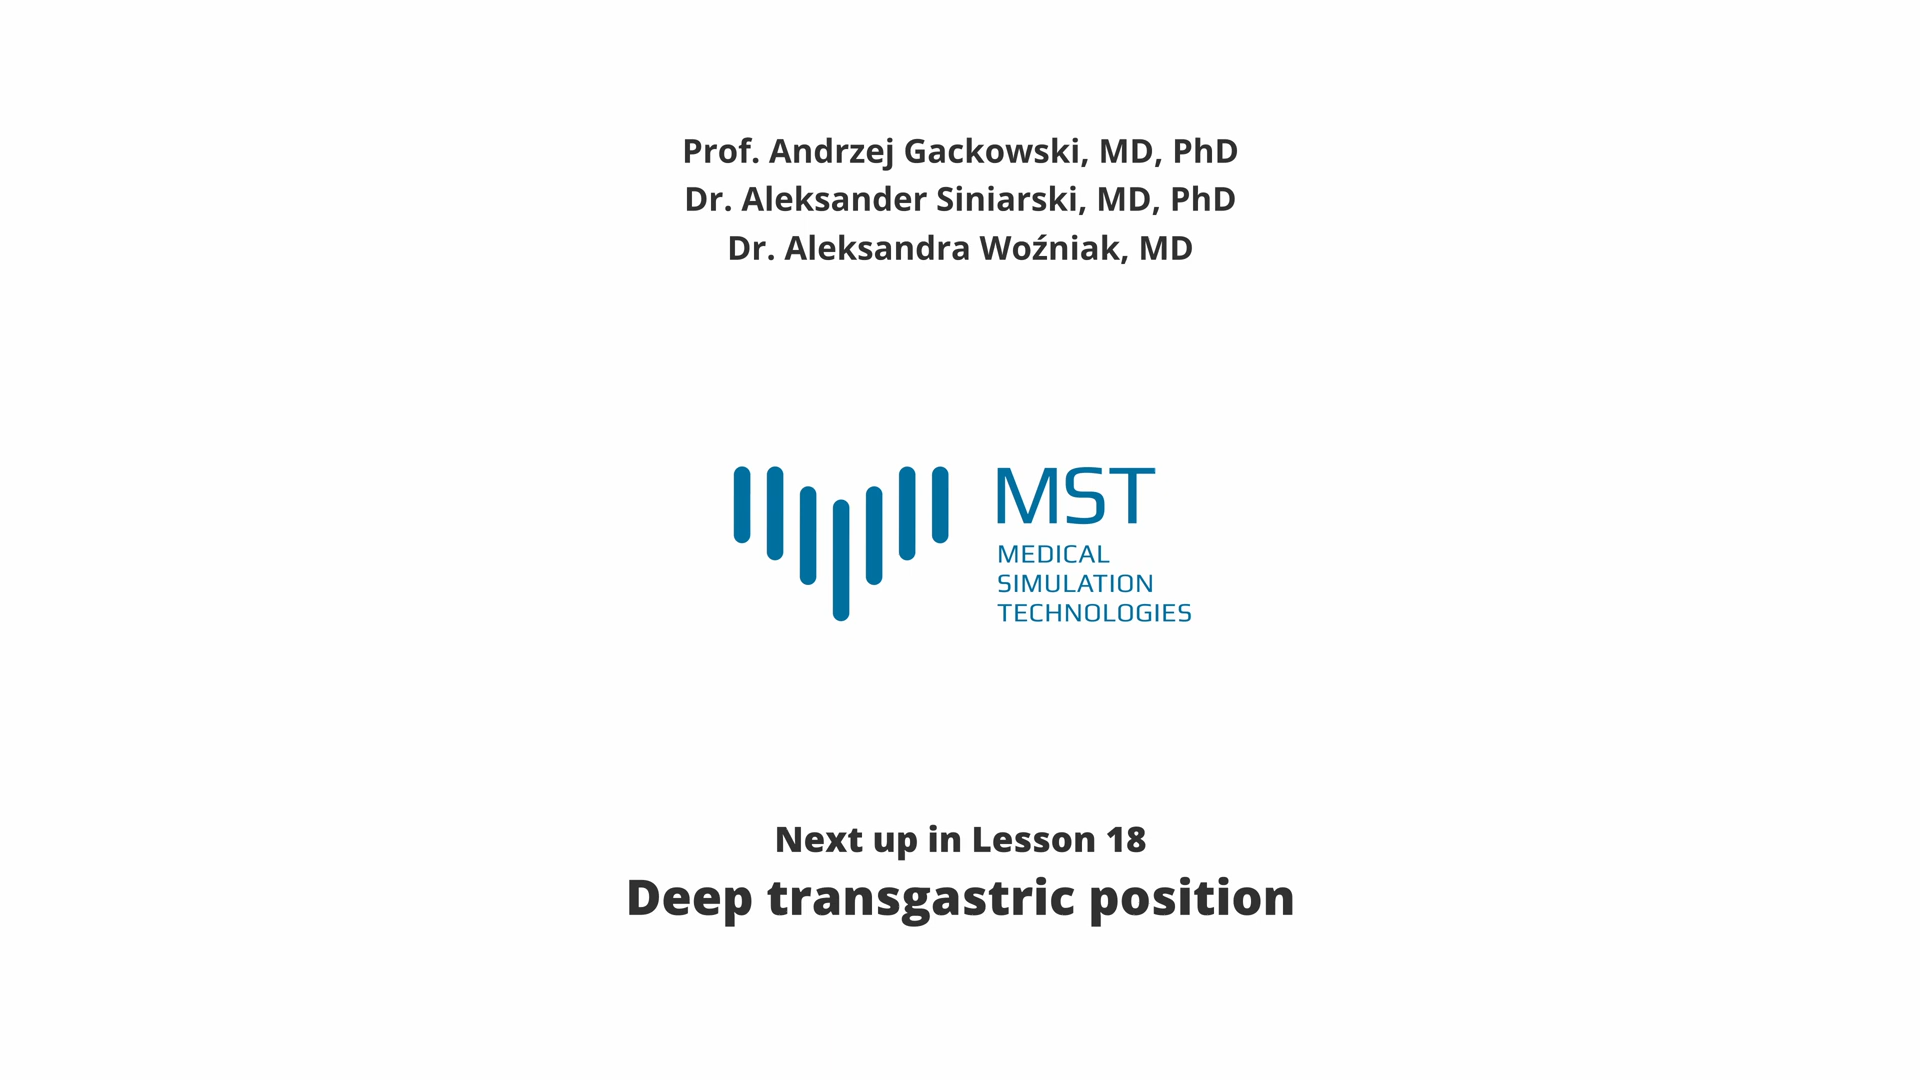 Prof. Andrzej Gackowski, MD, PhD
Dr. Aleksander Siniarski, MD, PhD
Dr. Aleksandra Woźniak, MD
MST
MEDICAL
SIMULATION
TECHNOLOGIES
Next up in Lesson 18
Deep transgastric position